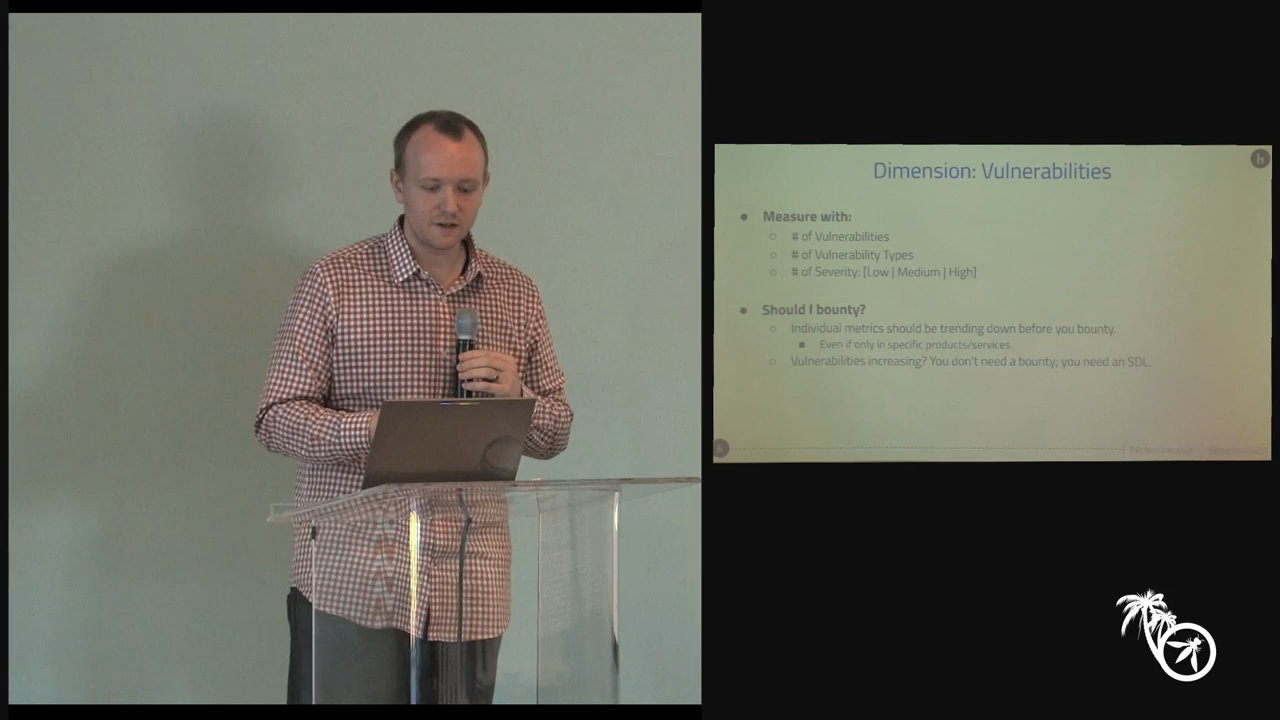 Dimension: Vulnerabilities
h
● Measure with:
○ # of Vulnerabilities
○ # of Vulnerability Types
○ # of Severity: [Low | Medium | High]
● Should I bounty?
○ Individual metrics should be trending down before you bounty.
■ Even if only in specific products/services.
○ Vulnerabilities increasing? You don't need a bounty; you need an SDL.